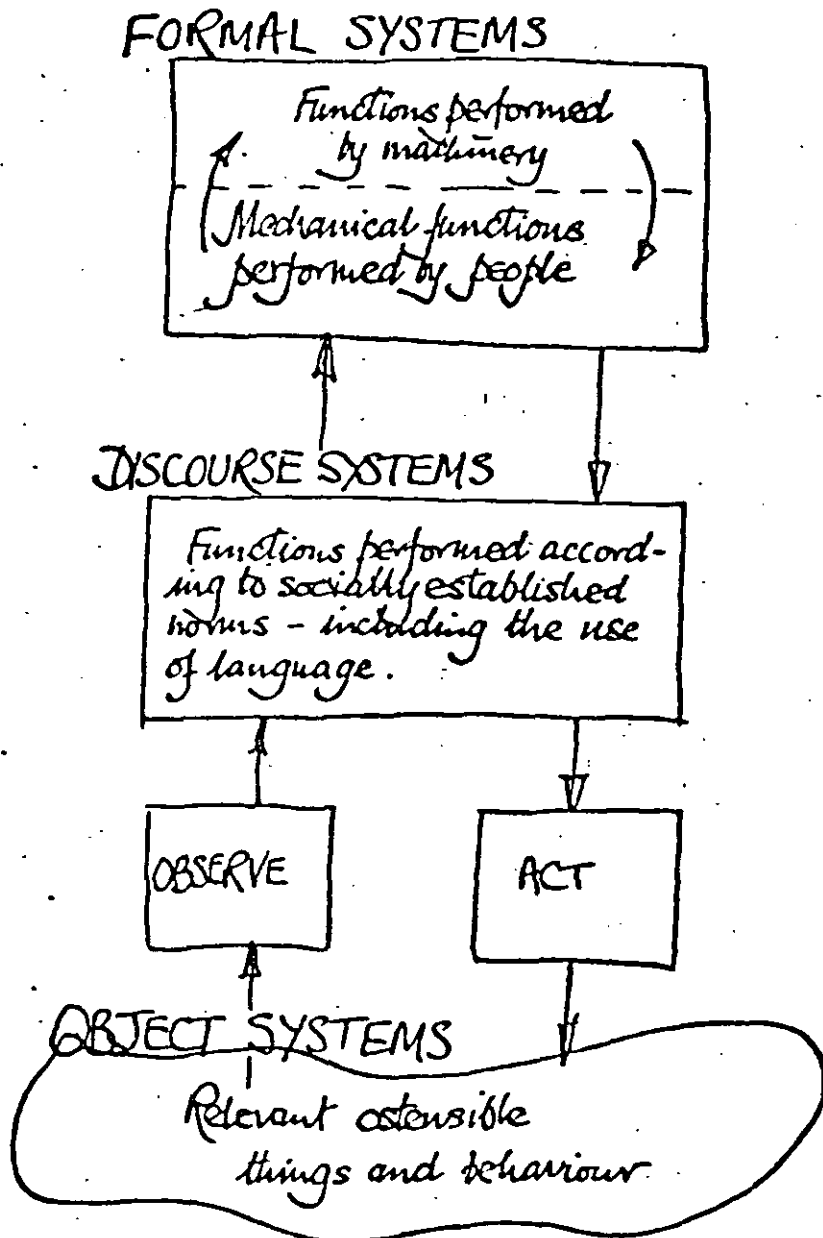 FORMAL SYSTEMS
Functions performed
by machinery
Mechanical functions
performed by people
DISCOURSE SYSTEMS
Functions performed accord-
ing to socially established
norms - including the use
of language.
OBSERVE
ACT
OBJECT SYSTEMS
Relevant ostensible
things and behaviour